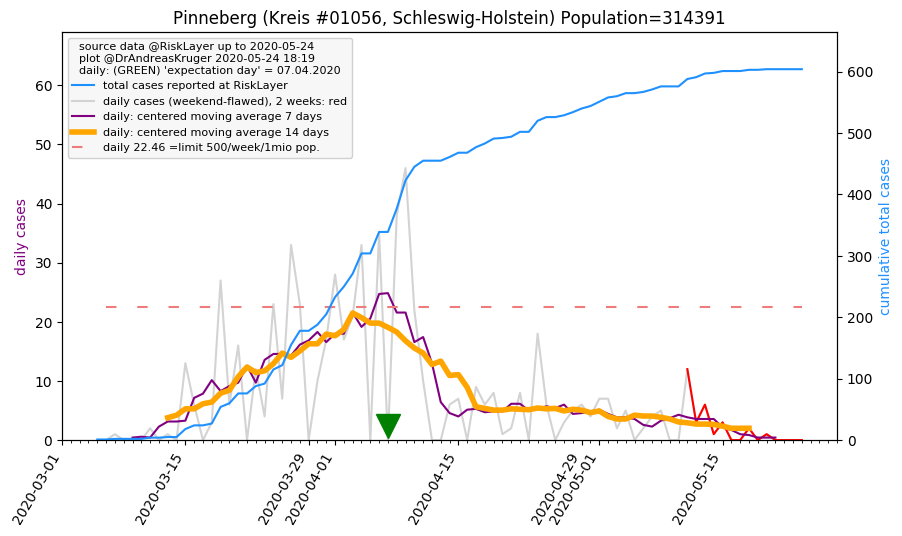 Pinneberg (Kreis #01056, Schleswig-Holstein) Population=314391
source data @RiskLayer up to 2020-05-24
plot @DrAndreasKruger 2020-05-24 18:19
daily: (GREEN) 'expectation day' = 07.04.2020
total cases reported at RiskLayer
daily cases (weekend-flawed), 2 weeks: red
daily: centered moving average 7 days
daily: centered moving average 14 days
daily 22.46 =limit 500/week/1mio pop.
daily cases
60
50
40
30
20
10
0
600
500
400
300
200
100
0
cumulative total cases
2020-03-01
2020-03-15
2020-03-29
2020-04-01
2020-04-15
2020-04-29
2020-05-01
2020-05-15